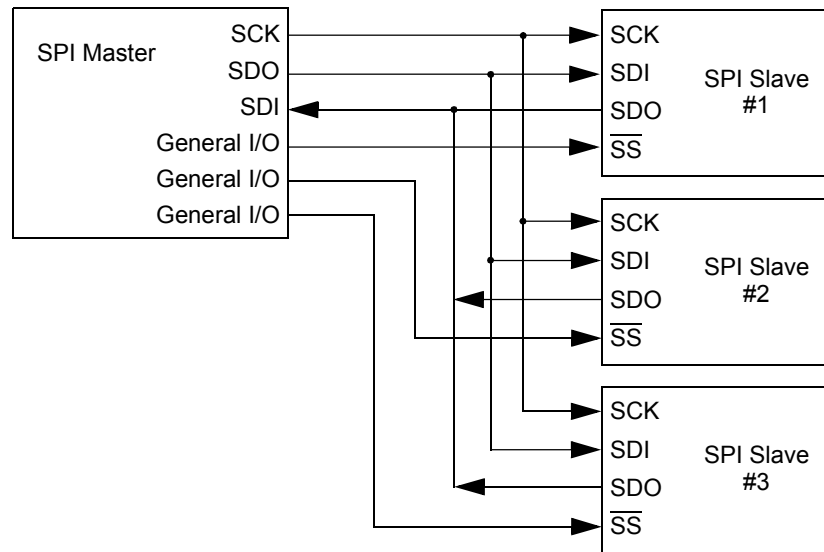 SPI Master
SCK
SDO
SDI
General I/O
General I/O
General I/O
SCK
SDI
SDO
SS
SPI Slave
#1
SCK
SDI
SDO
SS
SPI Slave
#2
SCK
SDI
SDO
SS
SPI Slave
#3